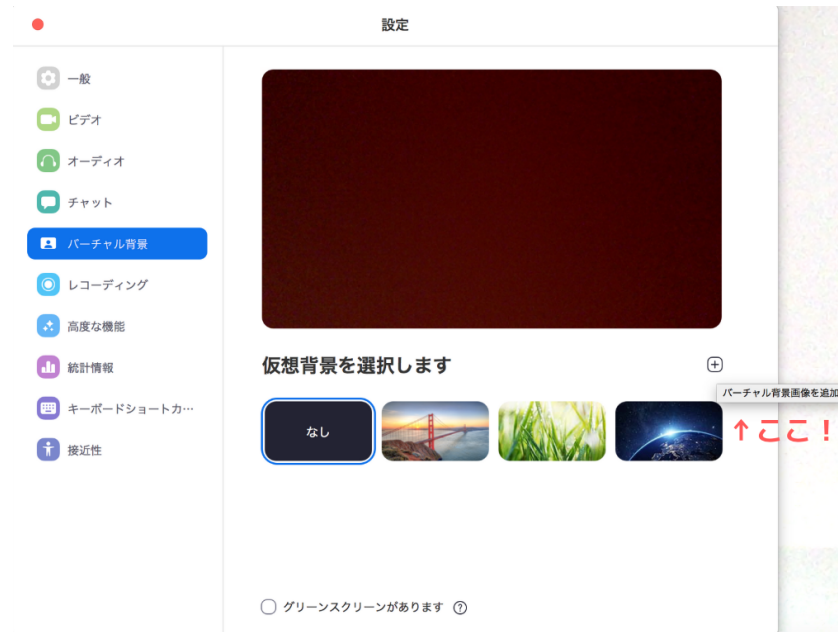 設定
一般
ビデオ
オーディオ
チャット
バーチャル背景
レコーディング
高度な機能
統計情報
キーボードショートカ…
接近性
仮想背景を選択します
バーチャル背景画像を追加
なし
↑ここ！
グリーンスクリーンがあります ?